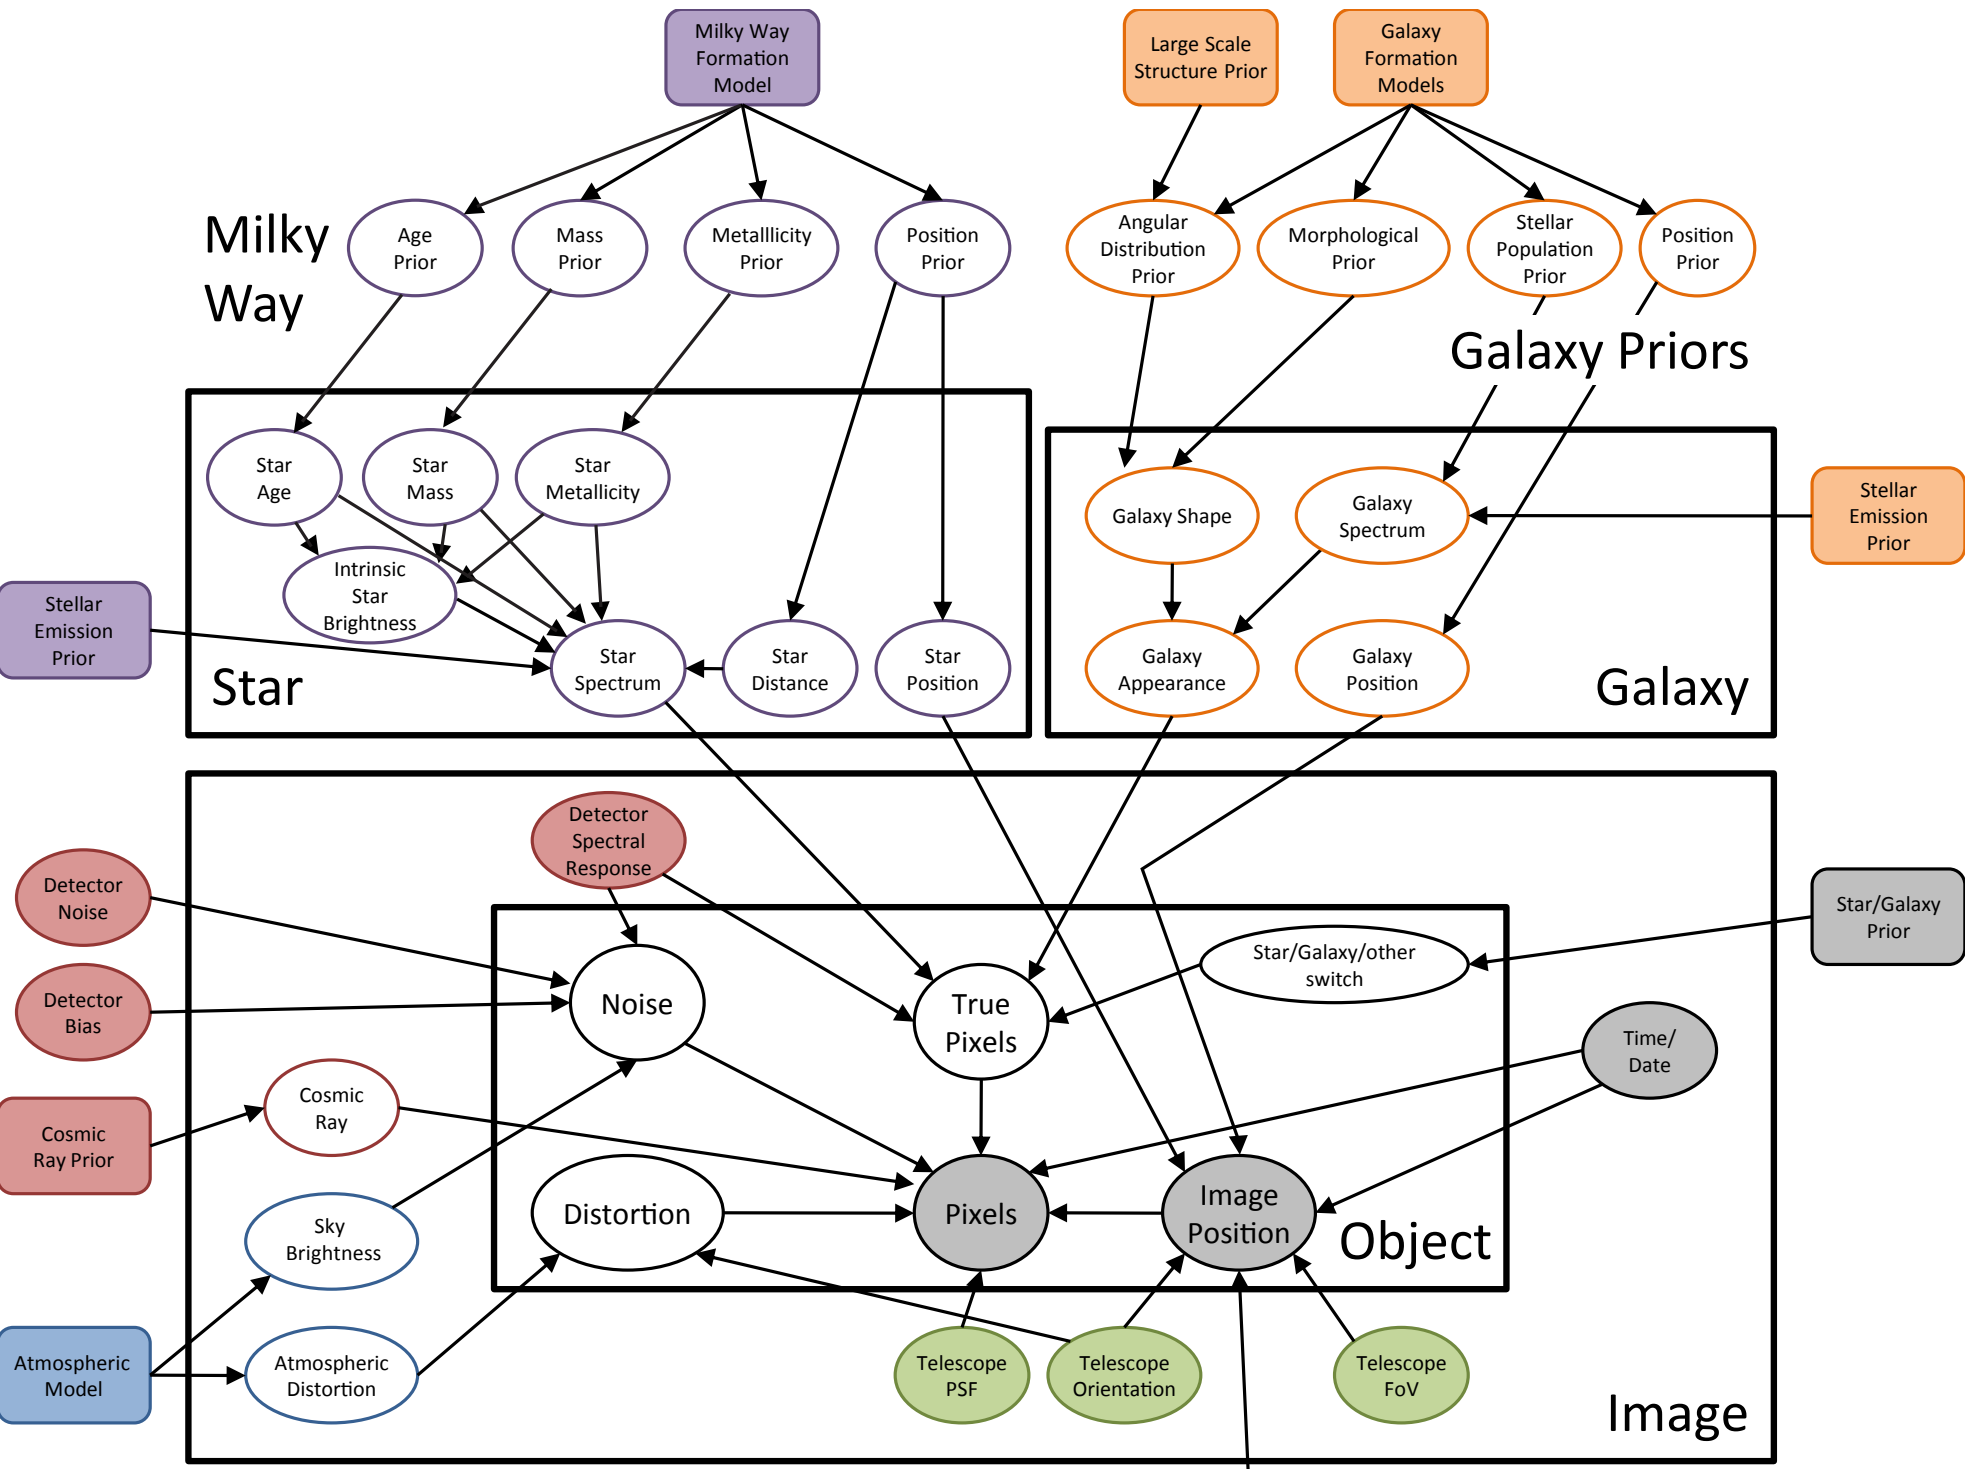 Milky Way
Formation
Model
Large Scale
Structure Prior
Galaxy
Formation
Models
Milky
Way
Age
Prior
Mass
Prior
Metalllicity
Prior
Position
Prior
Angular
Distribution
Prior
Morphological
Prior
Stellar
Population
Prior
Position
Prior
Galaxy Priors
Star
Age
Star
Mass
Star
Metallicity
Intrinsic
Star
Brightness
Stellar
Emission
Prior
Star
Star
Spectrum
Star
Distance
Star
Position
Galaxy Shape
Galaxy
Spectrum
Stellar
Emission
Prior
Galaxy
Appearance
Galaxy
Position
Galaxy
Detector
Spectral
Response
Detector
Noise
Star/Galaxy
Prior
Star/Galaxy/other
switch
Noise
True
Pixels
Detector
Bias
Time/
Date
Cosmic
Ray
Cosmic
Ray Prior
Distortion
Pixels
Image
Position
Object
Sky
Brightness
Atmospheric
Model
Atmospheric
Distortion
Telescope
PSF
Telescope
Orientation
Telescope
FoV
Image